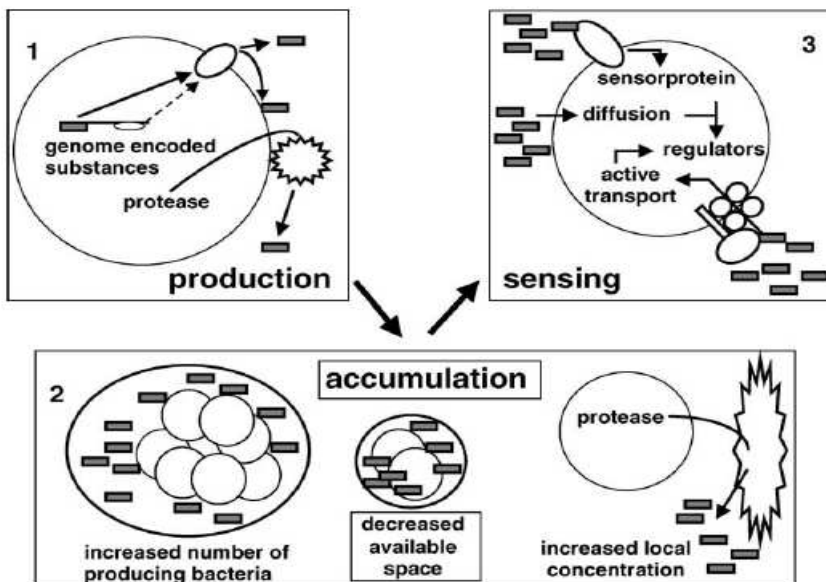 1
genome encoded
substances
protease
production
3
sensorprotein
diffusion
regulators
active
transport
sensing
2
accumulation
increased number of
producing bacteria
decreased
available
space
protease
increased local
concentration